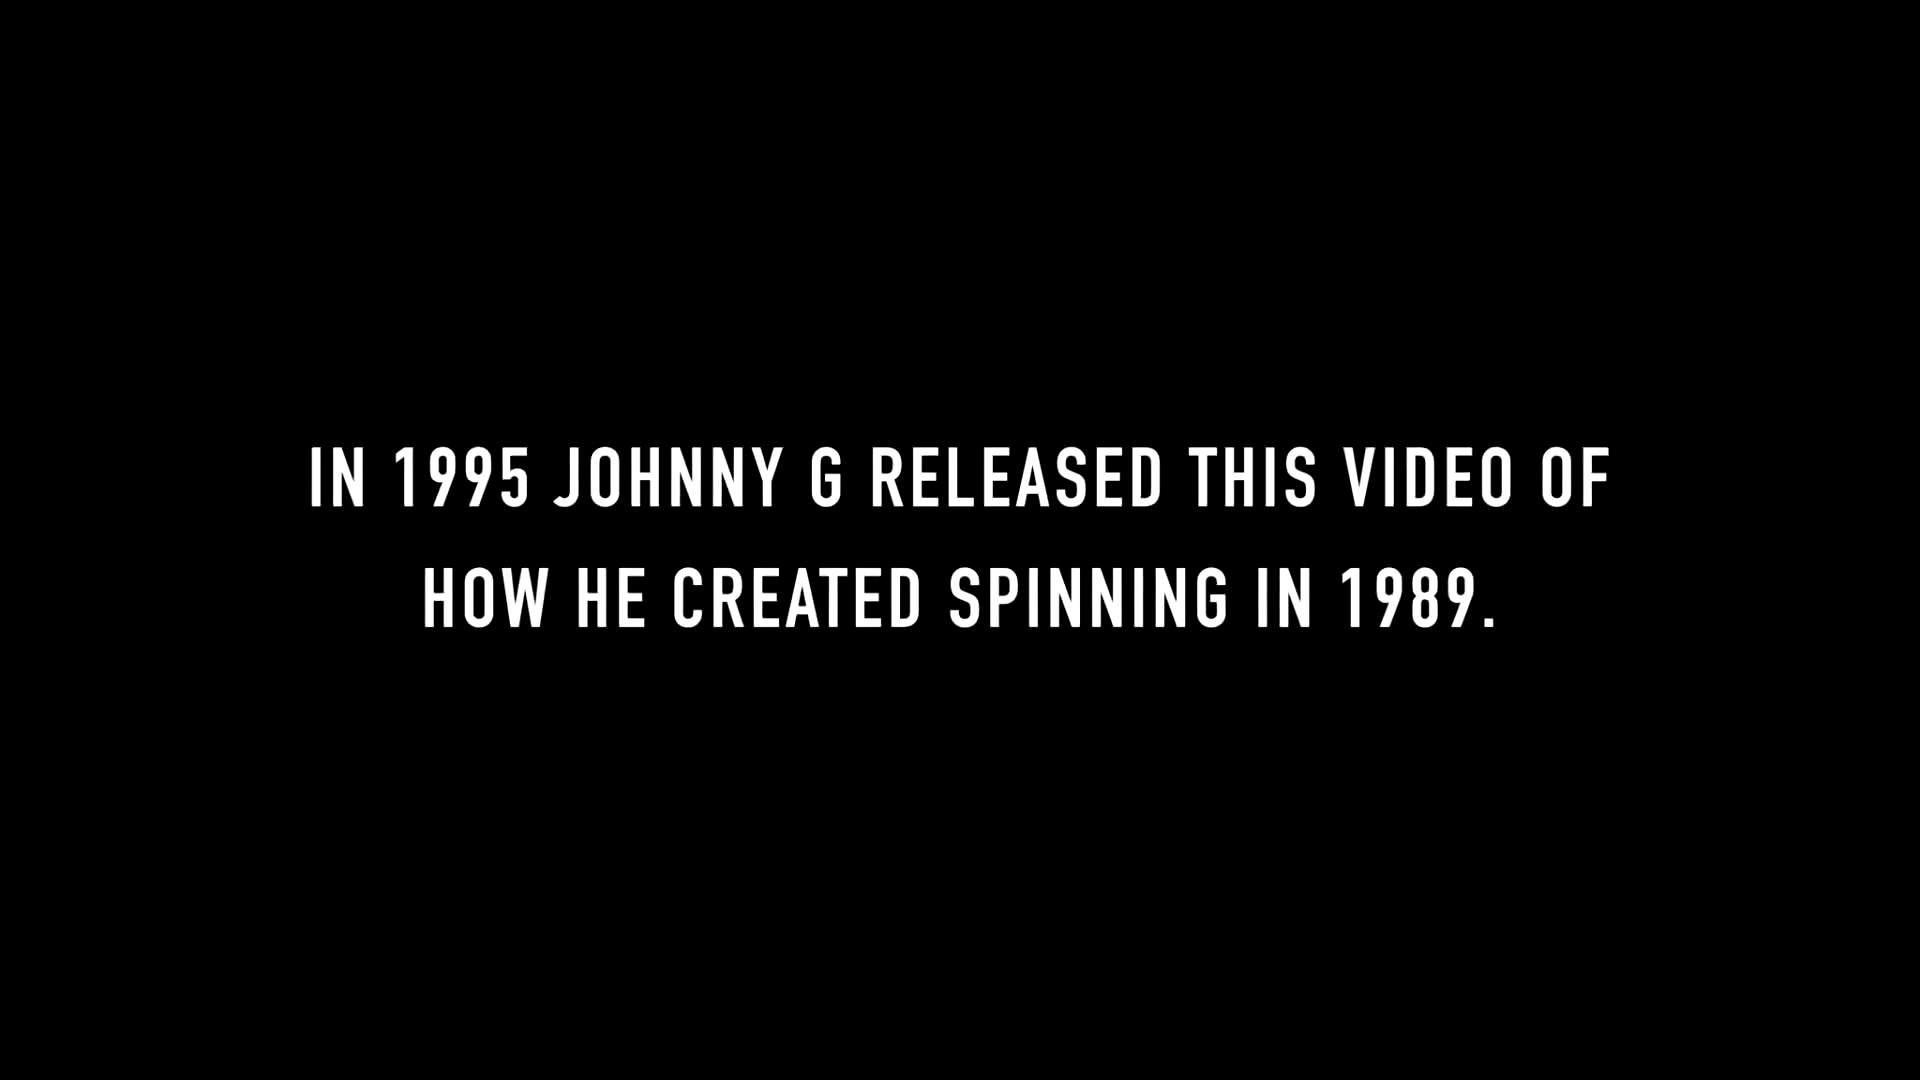 IN 1995 JOHNNY G RELEASED THIS VIDEO OF
HOW HE CREATED SPINNING IN 1989.